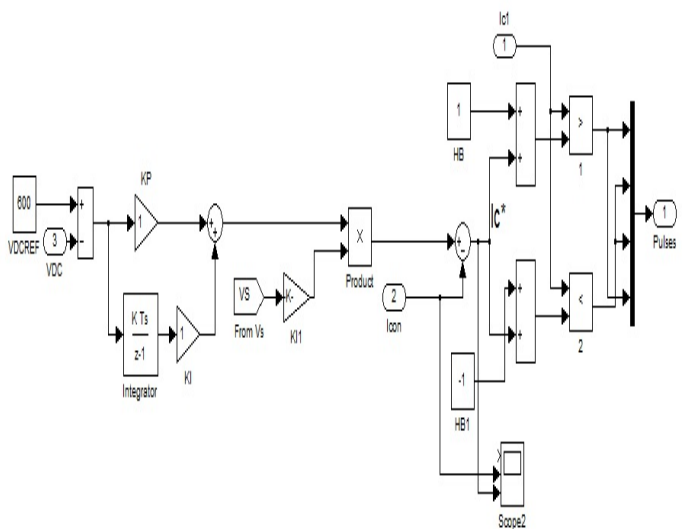 Ic1
1
1
HB
+
+
>
1
KP
600
VDCREF
+
-
3
VDC
1
+
+
X
Product
+
-
Ic*
1
Pulses
K Ts
z-1
Integrator
1
KI
VS
From Vs
K-
KI1
2
Icon
+
+
<
2
-1
HB1
Scope2